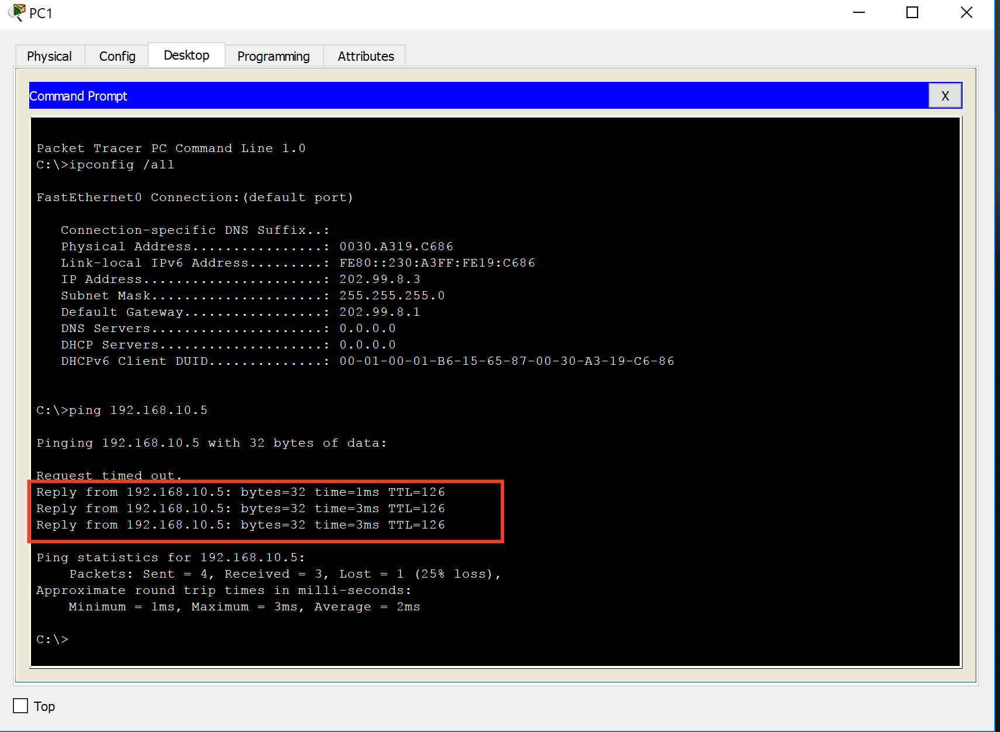 PC1
Physical Config Desktop Programming Attributes
Command Prompt X
Packet Tracer PC Command Line 1.0
C:\>ipconfig /all
FastEthernet0 Connection:(default port)
Connection-specific DNS Suffix..:
Physical Address................: 0030.A319.C686
Link-local IPv6 Address.........: FE80::230:A3FF:FE19:C686
IP Address......................: 202.99.8.3
Subnet Mask.....................: 255.255.255.0
Default Gateway.................: 202.99.8.1
DNS Servers.....................: 0.0.0.0
DHCP Servers....................: 0.0.0.0
DHCPv6 Client DUID..............: 00-01-00-01-B6-15-65-87-00-30-A3-19-C6-86
C:\>ping 192.168.10.5
Pinging 192.168.10.5 with 32 bytes of data:
Request timed out.
Reply from 192.168.10.5: bytes=32 time=1ms TTL=126
Reply from 192.168.10.5: bytes=32 time=3ms TTL=126
Reply from 192.168.10.5: bytes=32 time=3ms TTL=126
Ping statistics for 192.168.10.5:
Packets: Sent = 4, Received = 3, Lost = 1 (25% loss),
Approximate round trip times in milli-seconds:
Minimum = 1ms, Maximum = 3ms, Average = 2ms
C:\>
Top